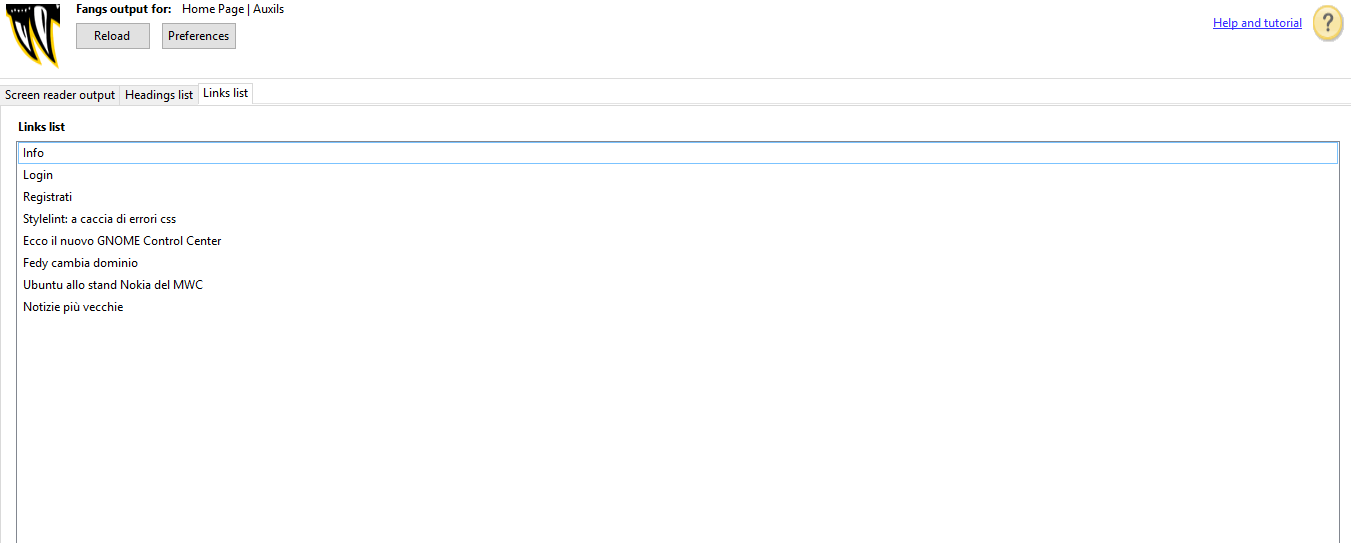 Fangs output for: Home Page | Auxils
Reload Preferences
Help and tutorial
?
Screen reader output Headings list Links list
Links list
Info
Login
Registrati
Stylelint: a caccia di errori css
Ecco il nuovo GNOME Control Center
Fedy cambia dominio
Ubuntu allo stand Nokia del MWC
Notizie più vecchie